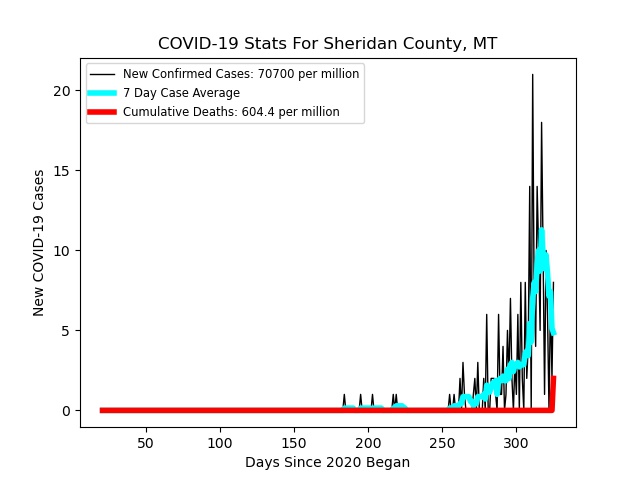 COVID-19 Stats For Sheridan County, MT
New Confirmed Cases: 70700 per million
7 Day Case Average
Cumulative Deaths: 604.4 per million
New COVID-19 Cases
20
15
10
5
0
50
100
150
200
250
300
Days Since 2020 Began